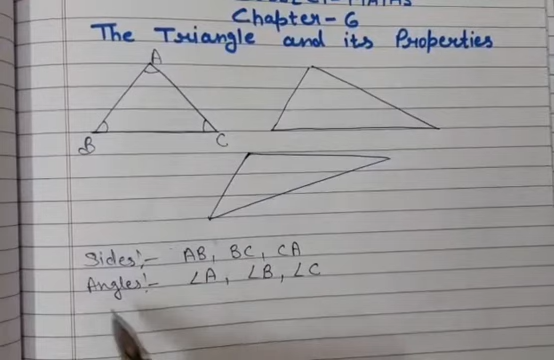 Chapter-6
The Triangle and its Properties
A
B
C
Sides:- AB, BC, CA
Angles:- ∠A, ∠B, ∠C